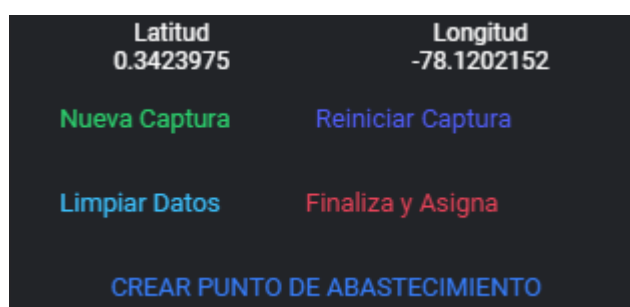 Latitud Longitud
0.3423975 -78.1202152
Nueva Captura Reiniciar Captura
Limpiar Datos Finaliza y Asigna
CREAR PUNTO DE ABASTECIMIENTO